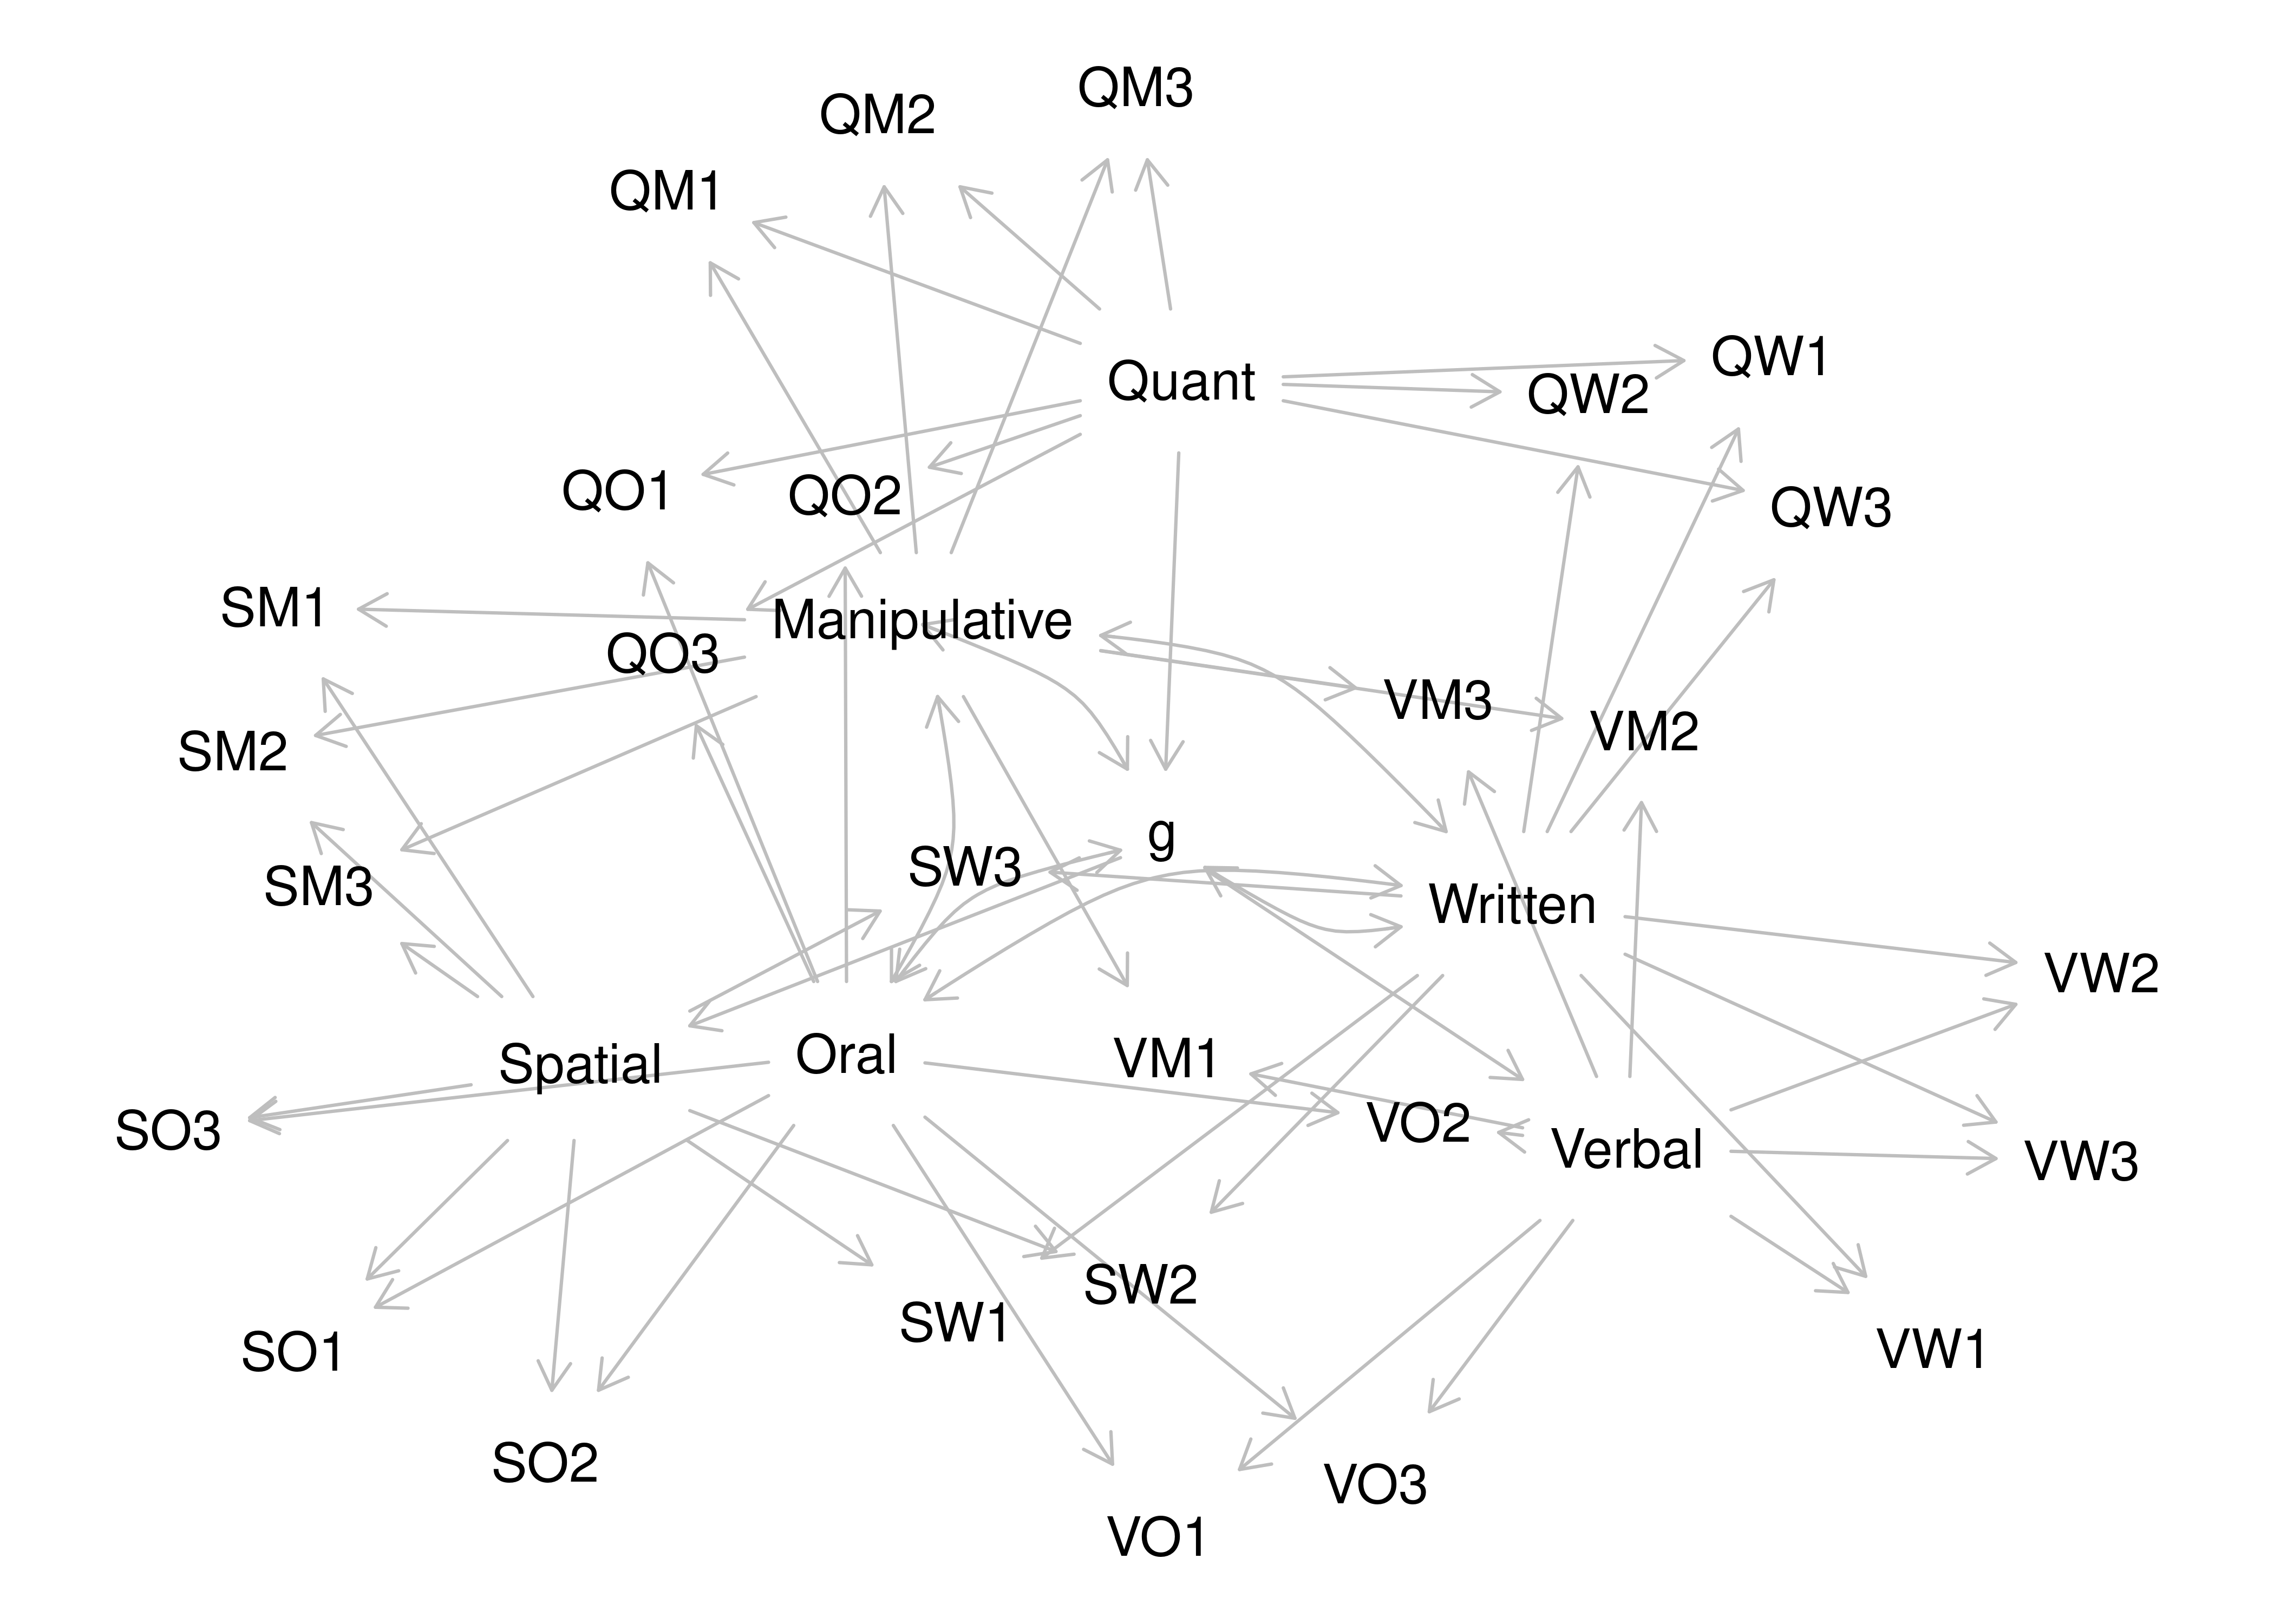 QM3
QM2
QM1
QW1
Quant
QW2
QO1
QO2
QW3
SM1
Manipulative
QO3
VM3
VM2
SM2
g
SW3
SM3
Written
VW2
Oral
VM1
Spatial
VO2
SO3
Verbal
VW3
SW2
SW1
SO1
VW1
SO2
VO3
VO1